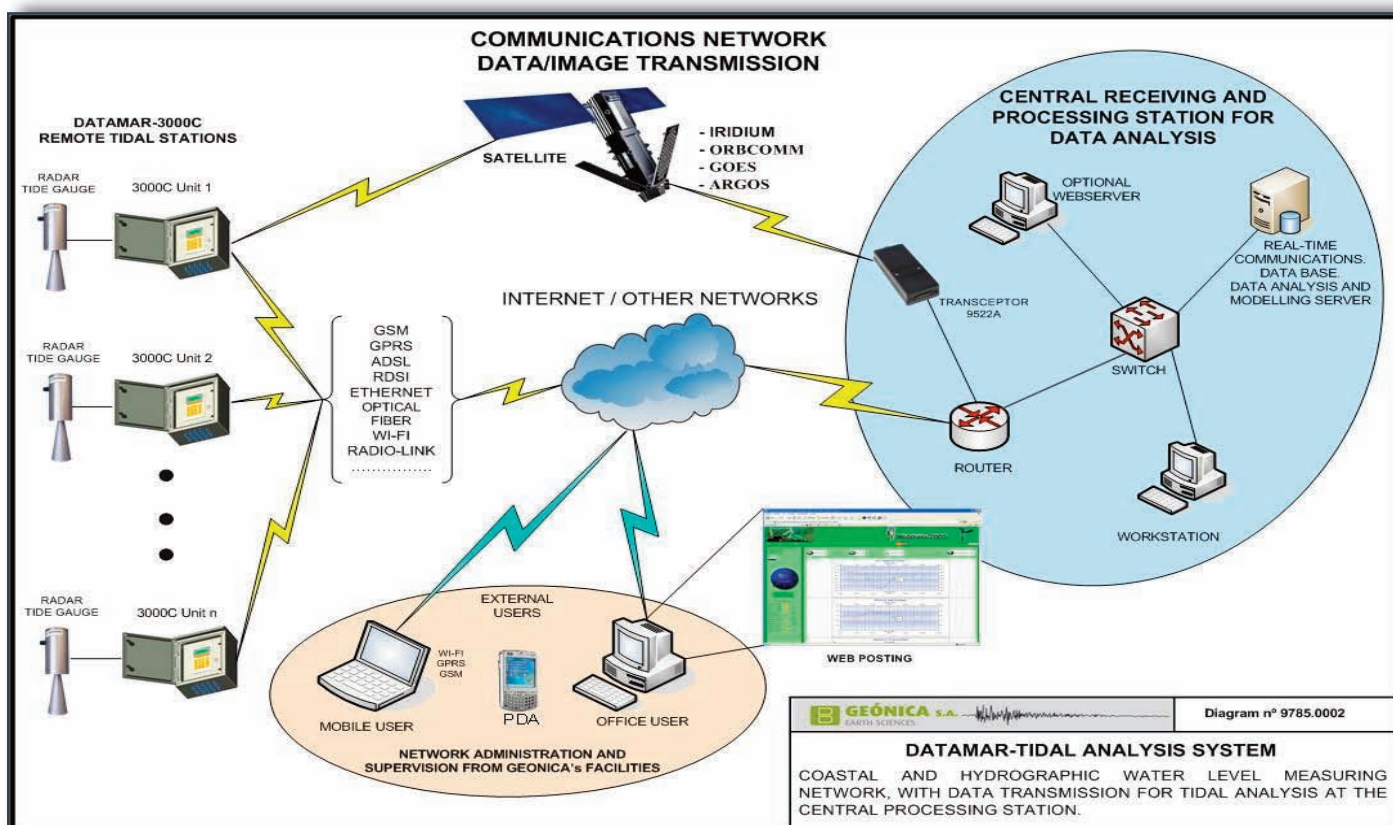 COMMUNICATIONS NETWORK
DATA/IMAGE TRANSMISSION
DATAMAR-3000C
REMOTE TIDAL STATIONS
RADAR
TIDE GAUGE
3000C Unit 1
RADAR
TIDE GAUGE
3000C Unit 2
RADAR
TIDE GAUGE
3000C Unit n
SATELLITE
- IRIDIUM
- ORBCOMM
- GOES
- ARGOS
GSM
GPRS
ADSL
RDSI
ETHERNET
OPTICAL
FIBER
WI-FI
RADIO-LINK
..................
INTERNET / OTHER NETWORKS
CENTRAL RECEIVING AND
PROCESSING STATION FOR
DATA ANALYSIS
OPTIONAL
WEBSERVER
REAL-TIME
COMMUNICATIONS.
DATA BASE.
DATA ANALYSIS AND
MODELLING SERVER
TRANSCEPTOR
9522A
SWITCH
ROUTER
WORKSTATION
EXTERNAL
USERS
WI-FI
GPRS
GSM
MOBILE USER
PDA
OFFICE USER
NETWORK ADMINISTRATION AND
SUPERVISION FROM GEONICA's FACILITIES
WEB POSTING
GEÓNICA S.A.
EARTH SCIENCES
Diagram nº 9785.0002
DATAMAR-TIDAL ANALYSIS SYSTEM
COASTAL AND HYDROGRAPHIC WATER LEVEL MEASURING
NETWORK, WITH DATA TRANSMISSION FOR TIDAL ANALYSIS AT THE
CENTRAL PROCESSING STATION.